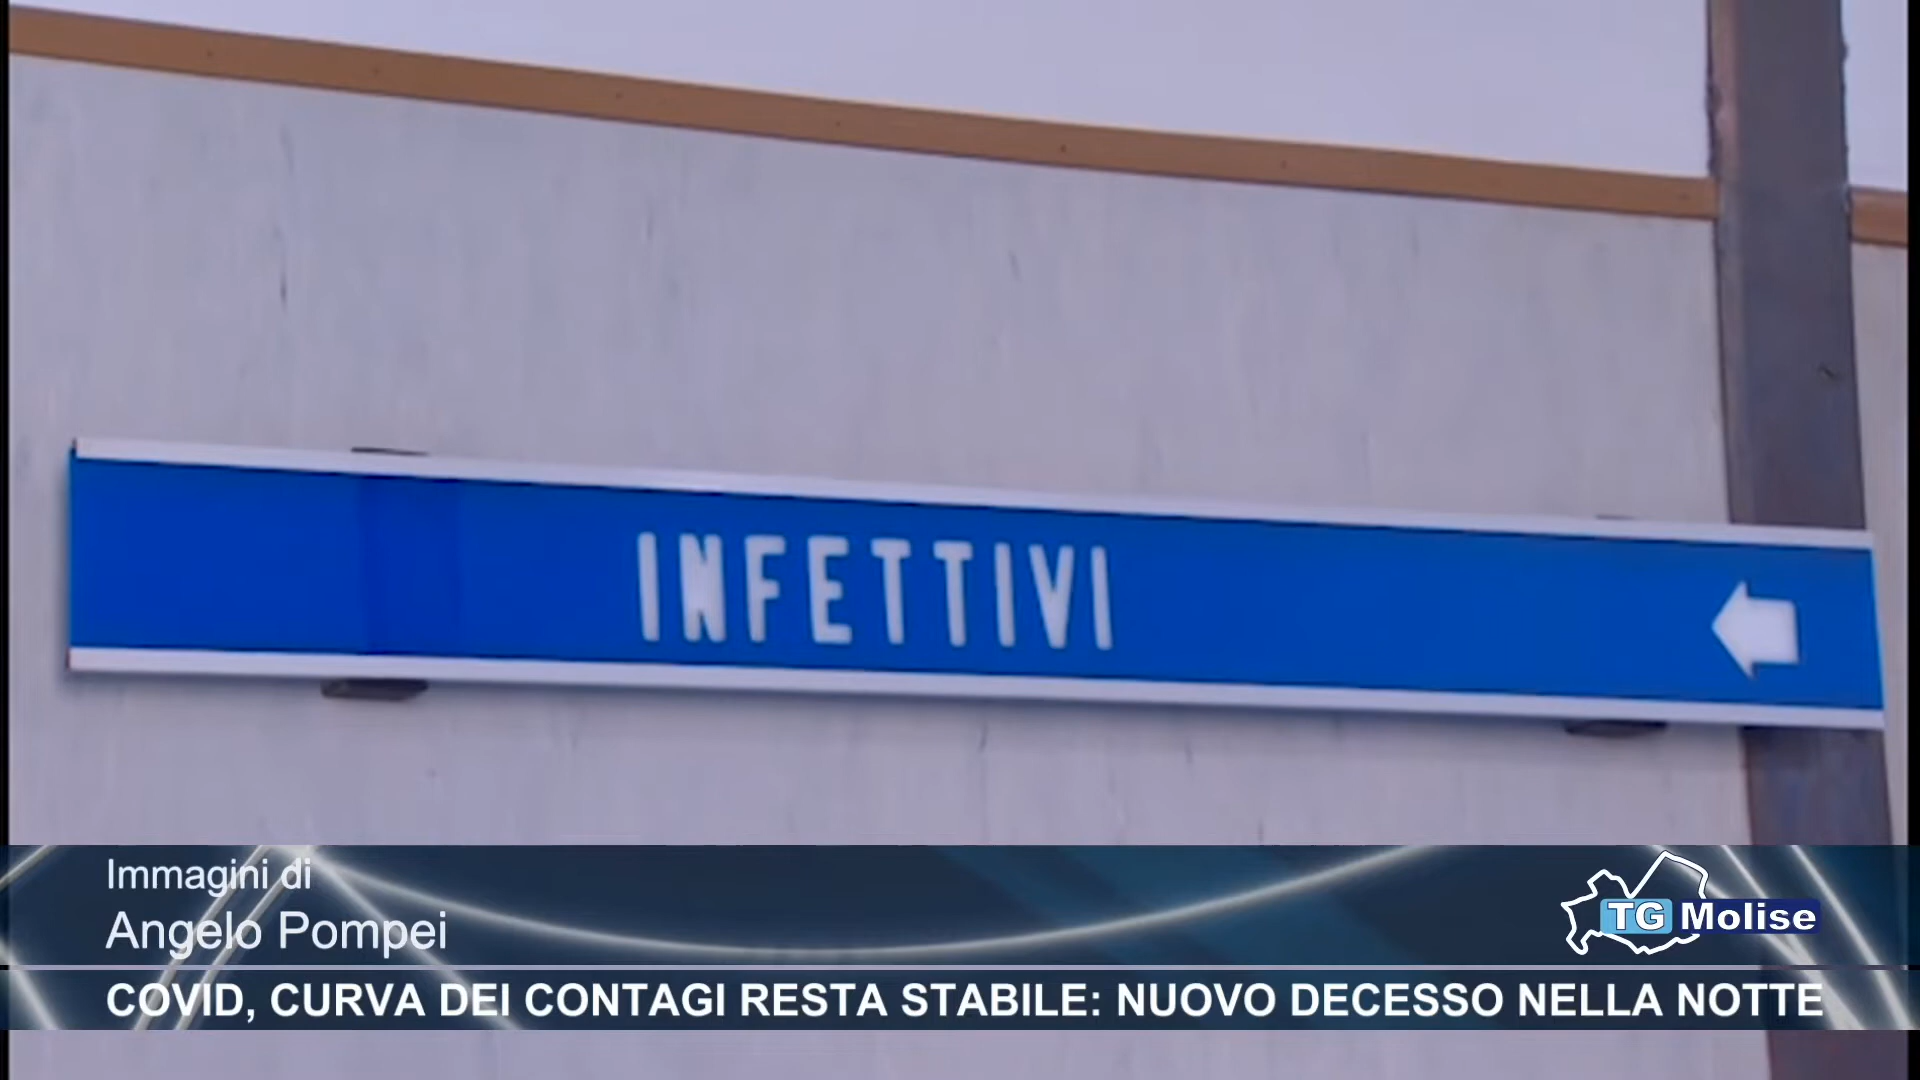 INFETTIVI
Immagini di
Angelo Pompei
TG Molise
COVID, CURVA DEI CONTAGI RESTA STABILE: NUOVO DECESSO NELLA NOTTE